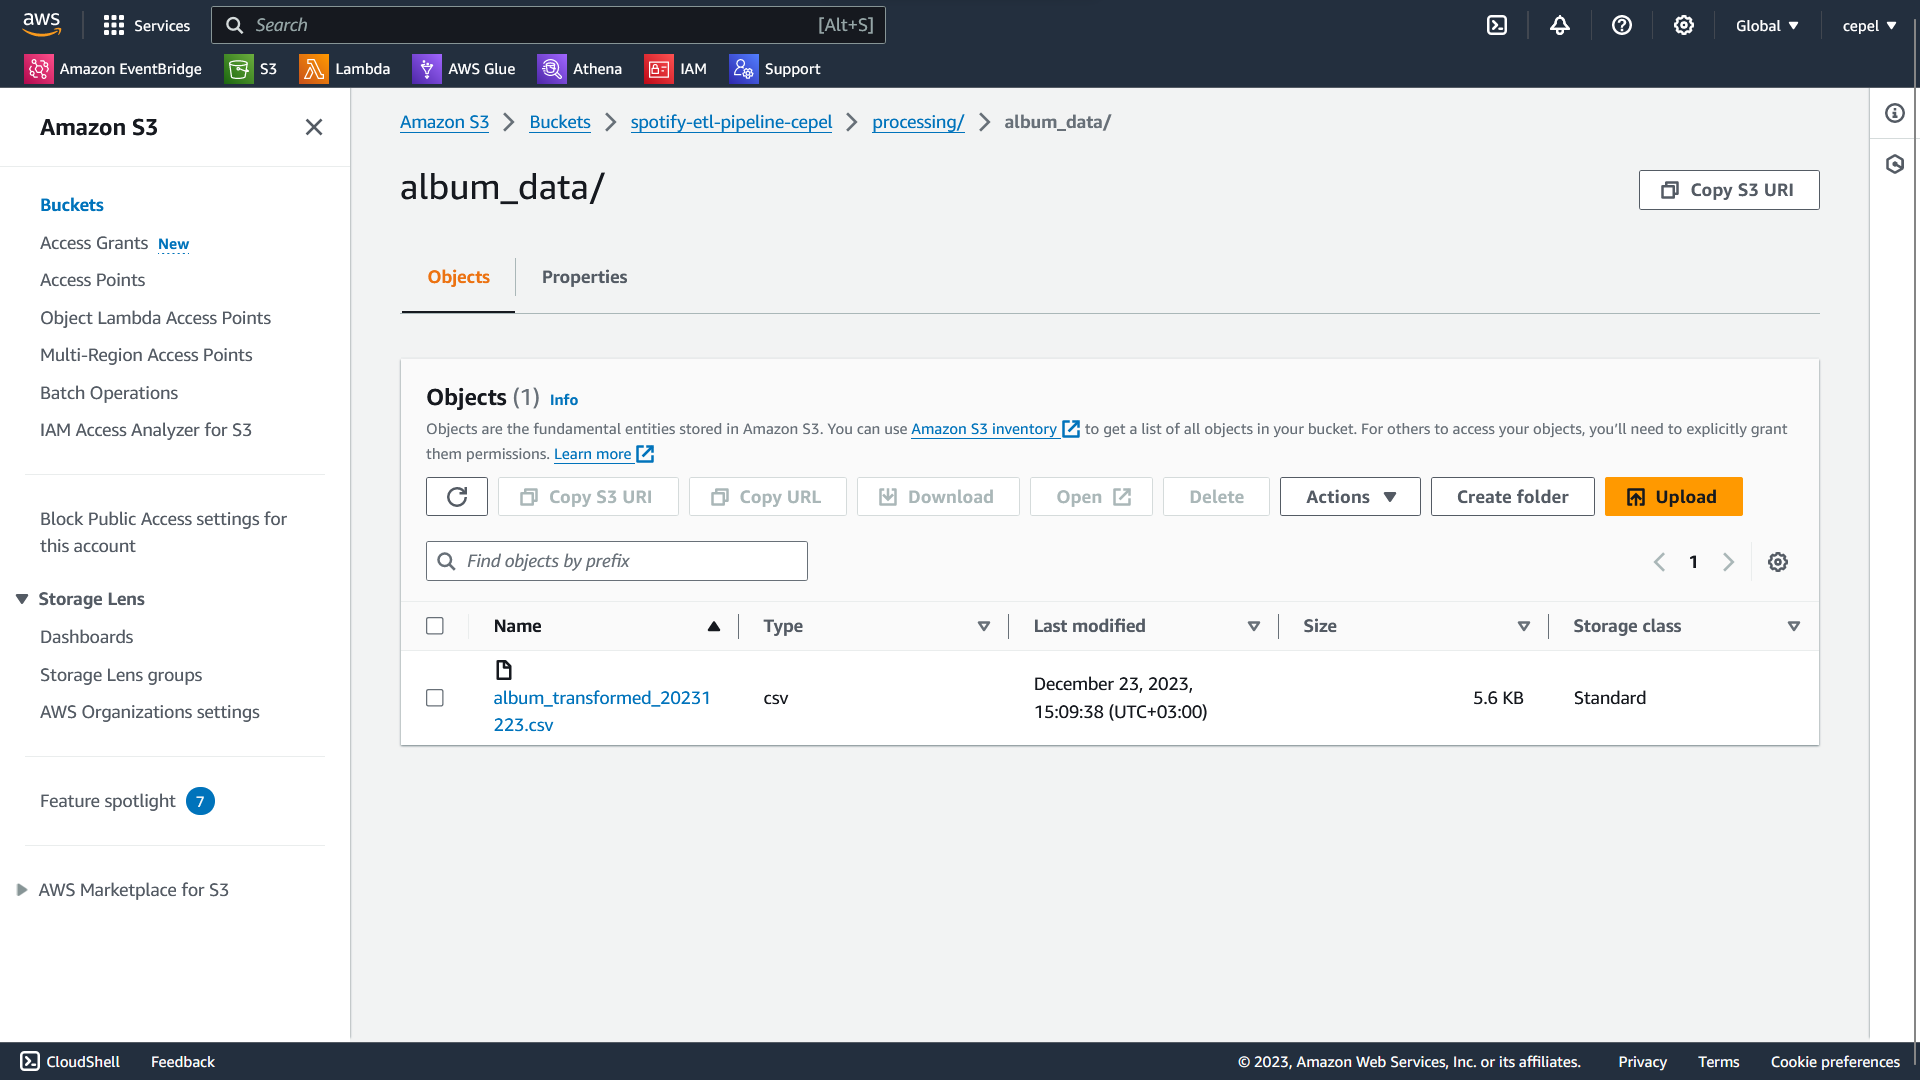 aws
Services
Search
[Alt+S]
Global
cepel
Amazon EventBridge
S3
Lambda
AWS Glue
Athena
IAM
Support
Amazon S3
Buckets
Access Grants New
Access Points
Object Lambda Access Points
Multi-Region Access Points
Batch Operations
IAM Access Analyzer for S3
Block Public Access settings for
this account
Storage Lens
Dashboards
Storage Lens groups
AWS Organizations settings
Feature spotlight 7
AWS Marketplace for S3
Amazon S3 Buckets spotify-etl-pipeline-cepel processing/ album_data/
album_data/
Copy S3 URI
Objects
Properties
Objects (1) Info
Objects are the fundamental entities stored in Amazon S3. You can use Amazon S3 inventory to get a list of all objects in your bucket. For others to access your objects, you’ll need to explicitly grant
them permissions. Learn more
Copy S3 URI
Copy URL
Download
Open
Delete
Actions
Create folder
Upload
Find objects by prefix
1
Name
Type
Last modified
Size
Storage class
album_transformed_20231
223.csv
csv
December 23, 2023,
15:09:38 (UTC+03:00)
5.6 KB
Standard
CloudShell
Feedback
© 2023, Amazon Web Services, Inc. or its affiliates.
Privacy
Terms
Cookie preferences